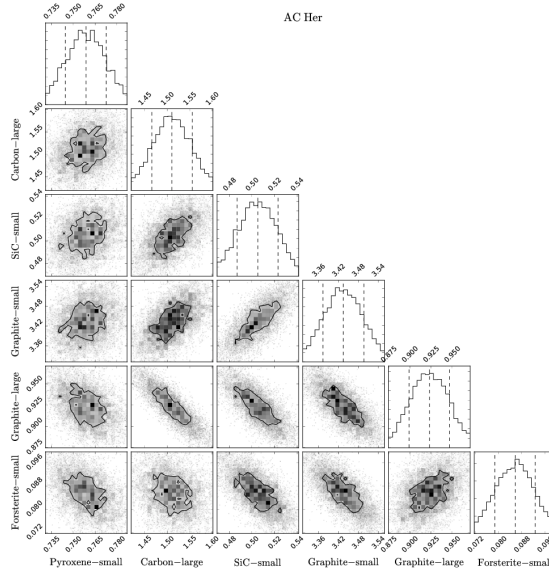 AC Her
0.735 0.750 0.765 0.780
1.45 1.50 1.55 1.60
Carbon−large
1.60
1.55
1.50
1.45
0.48 0.50 0.52 0.54
SiC−small
0.54
0.52
0.50
0.48
3.36 3.42 3.48 3.54
Graphite−small
3.54
3.48
3.42
3.36
0.875 0.900 0.925 0.950
Graphite−large
0.950
0.925
0.900
0.875
Forsterite−small
0.096
0.088
0.080
0.072
0.735 0.750 0.765 0.780
1.45 1.50 1.55 1.60
0.48 0.50 0.52 0.54
3.36 3.42 3.48 3.54
0.875 0.900 0.925 0.950
0.072 0.080 0.088
Pyroxene−small Carbon−large SiC−small Graphite−small Graphite−large Forsterite−small